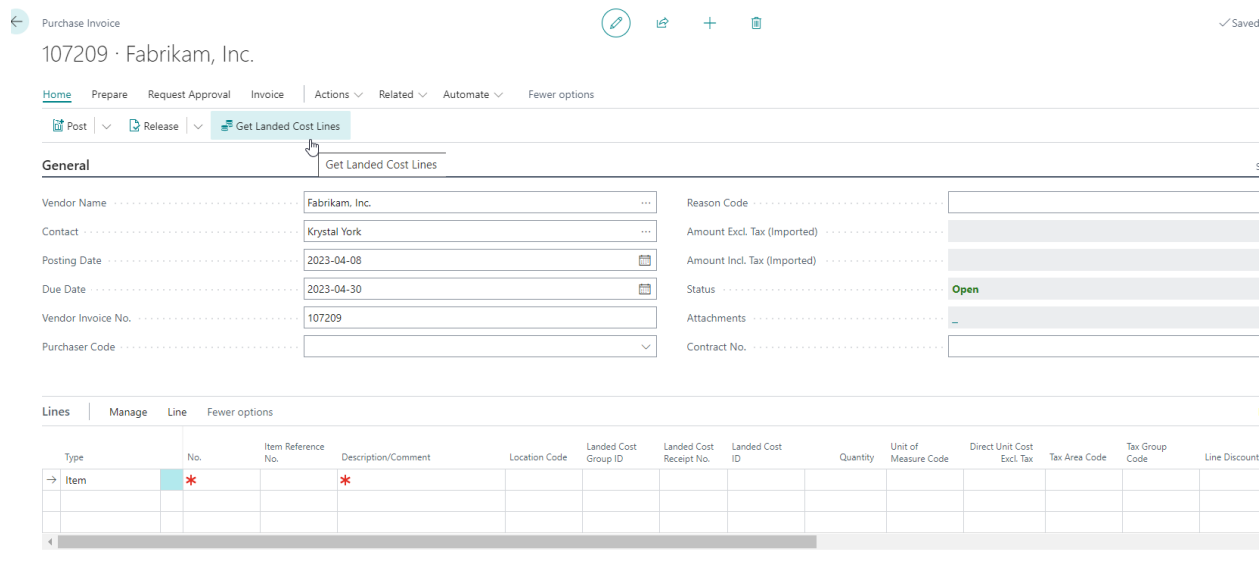 Purchase Invoice
Saved
107209 · Fabrikam, Inc.
Home Prepare Request Approval Invoice Actions Related Automate Fewer options
Post Release Get Landed Cost Lines
Get Landed Cost Lines
General
Vendor Name Fabrikam, Inc.
Reason Code
Contact Krystal York
Amount Excl. Tax (Imported)
Posting Date 2023-04-08
Amount Incl. Tax (Imported)
Due Date 2023-04-30
Status Open
Vendor Invoice No. 107209
Attachments _
Purchaser Code
Contract No.
Lines Manage Line Fewer options
Type
No.
Item Reference
No.
Description/Comment
Location Code
Landed Cost
Group ID
Landed Cost
Receipt No.
Landed Cost
ID
Quantity
Unit of
Measure Code
Direct Unit Cost
Excl. Tax
Tax Area Code
Tax Group
Code
Line Discount
Item * *